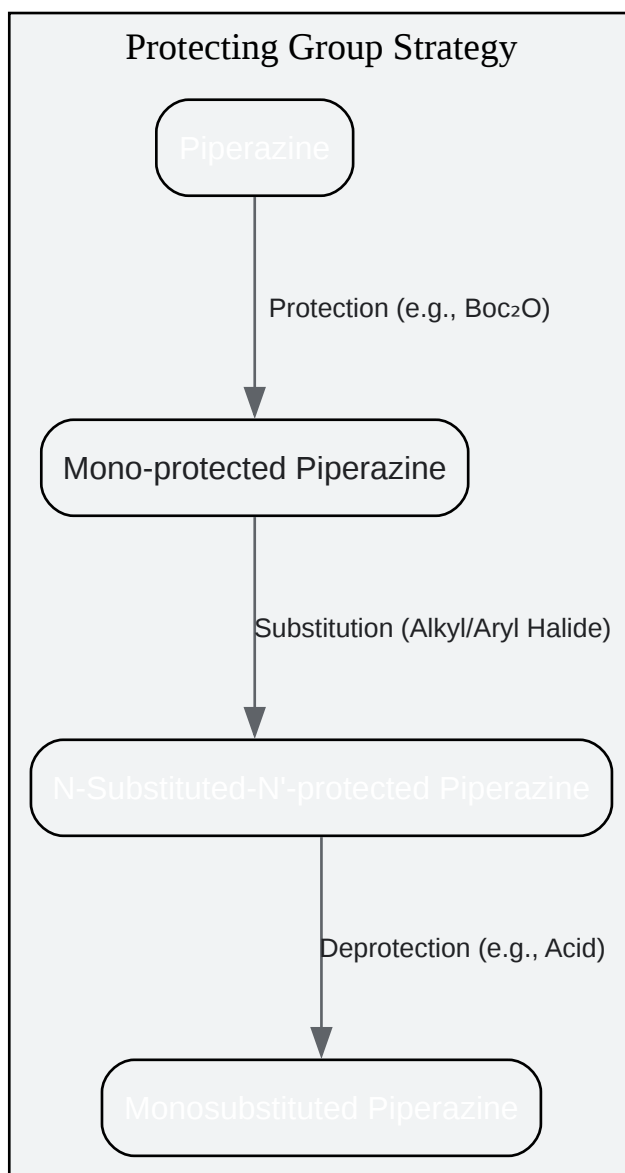 Protecting Group Strategy
Piperazine
Protection (e.g., Boc₂O)
Mono-protected Piperazine
Substitution (Alkyl/Aryl Halide)
N-Substituted-N'-protected Piperazine
Deprotection (e.g., Acid)
Monosubstituted Piperazine